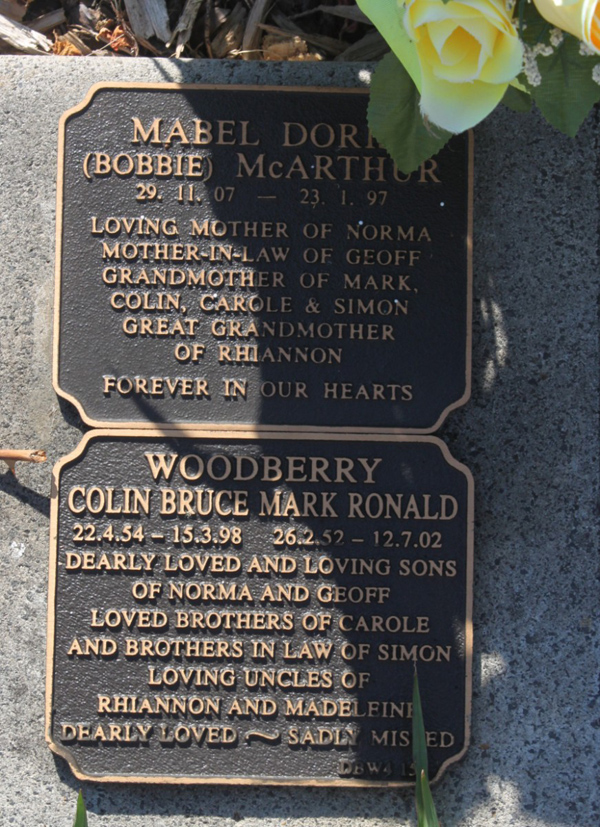 MABEL
(BOBBIE) McARTHUR
29. 11. 07 — 23. 1. 97
LOVING MOTHER OF NORMA
MOTHER-IN-LAW OF GEOFF
GRANDMOTHER OF MARK,
COLIN, CAROLE & SIMON
GREAT GRANDMOTHER
OF RHIANNON
FOREVER IN OUR HEARTS
WOODBERRY
COLIN BRUCE MARK RONALD
22.4.54 – 15.3.98 26.2.52 – 12.7.02
DEARLY LOVED AND LOVING SONS
OF NORMA AND GEOFF
LOVED BROTHERS OF CAROLE
AND BROTHERS IN LAW OF SIMON
LOVING UNCLES OF
RHIANNON AND MADELEINE
DEARLY LOVED ~ SADLY MISSED